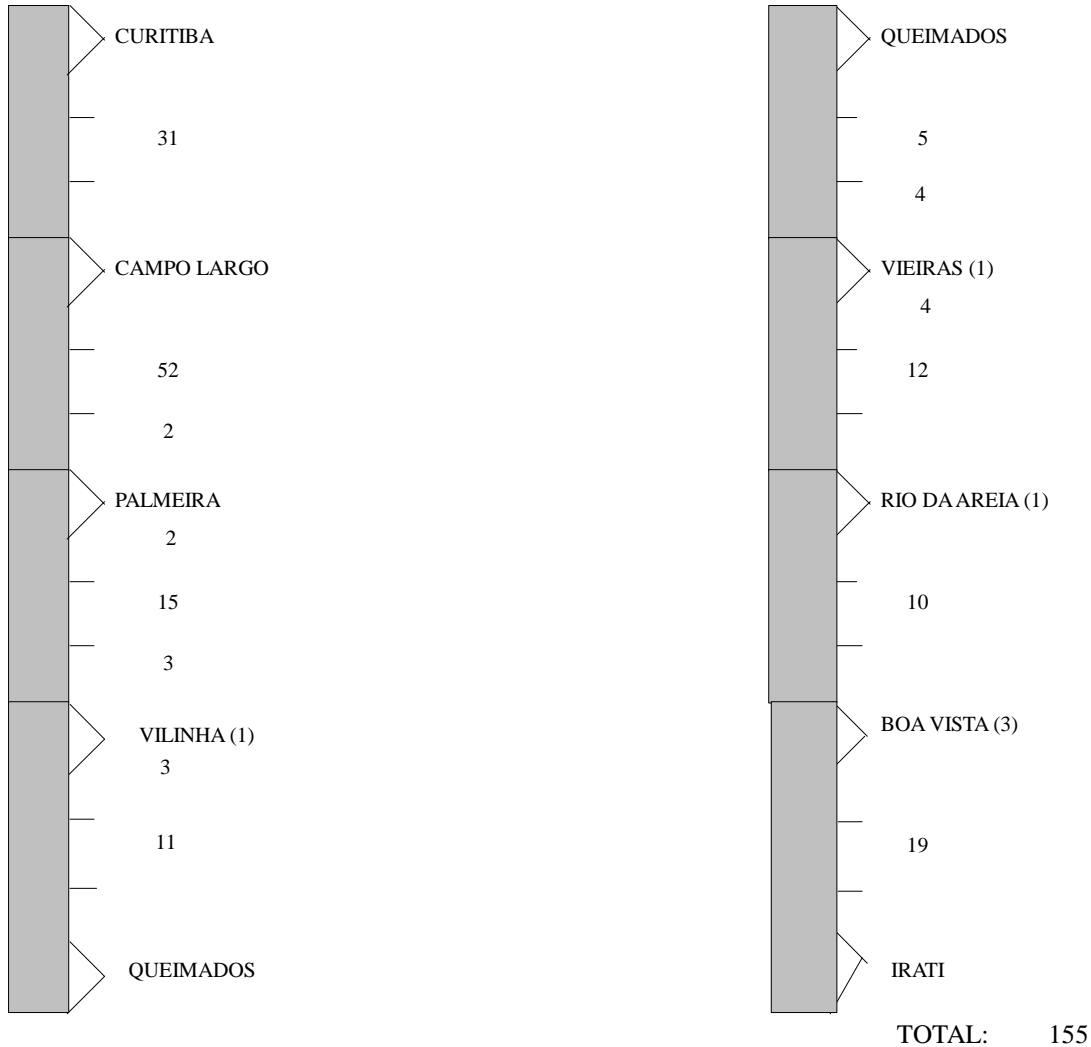 CURITIBA
31
CAMPO LARGO
52
2
PALMEIRA
2
15
3
VILINHA (1)
3
11
QUEIMADOS
QUEIMADOS
5
4
VIEIRAS (1)
4
12
RIO DA AREIA (1)
10
BOA VISTA (3)
19
IRATI
TOTAL: 155